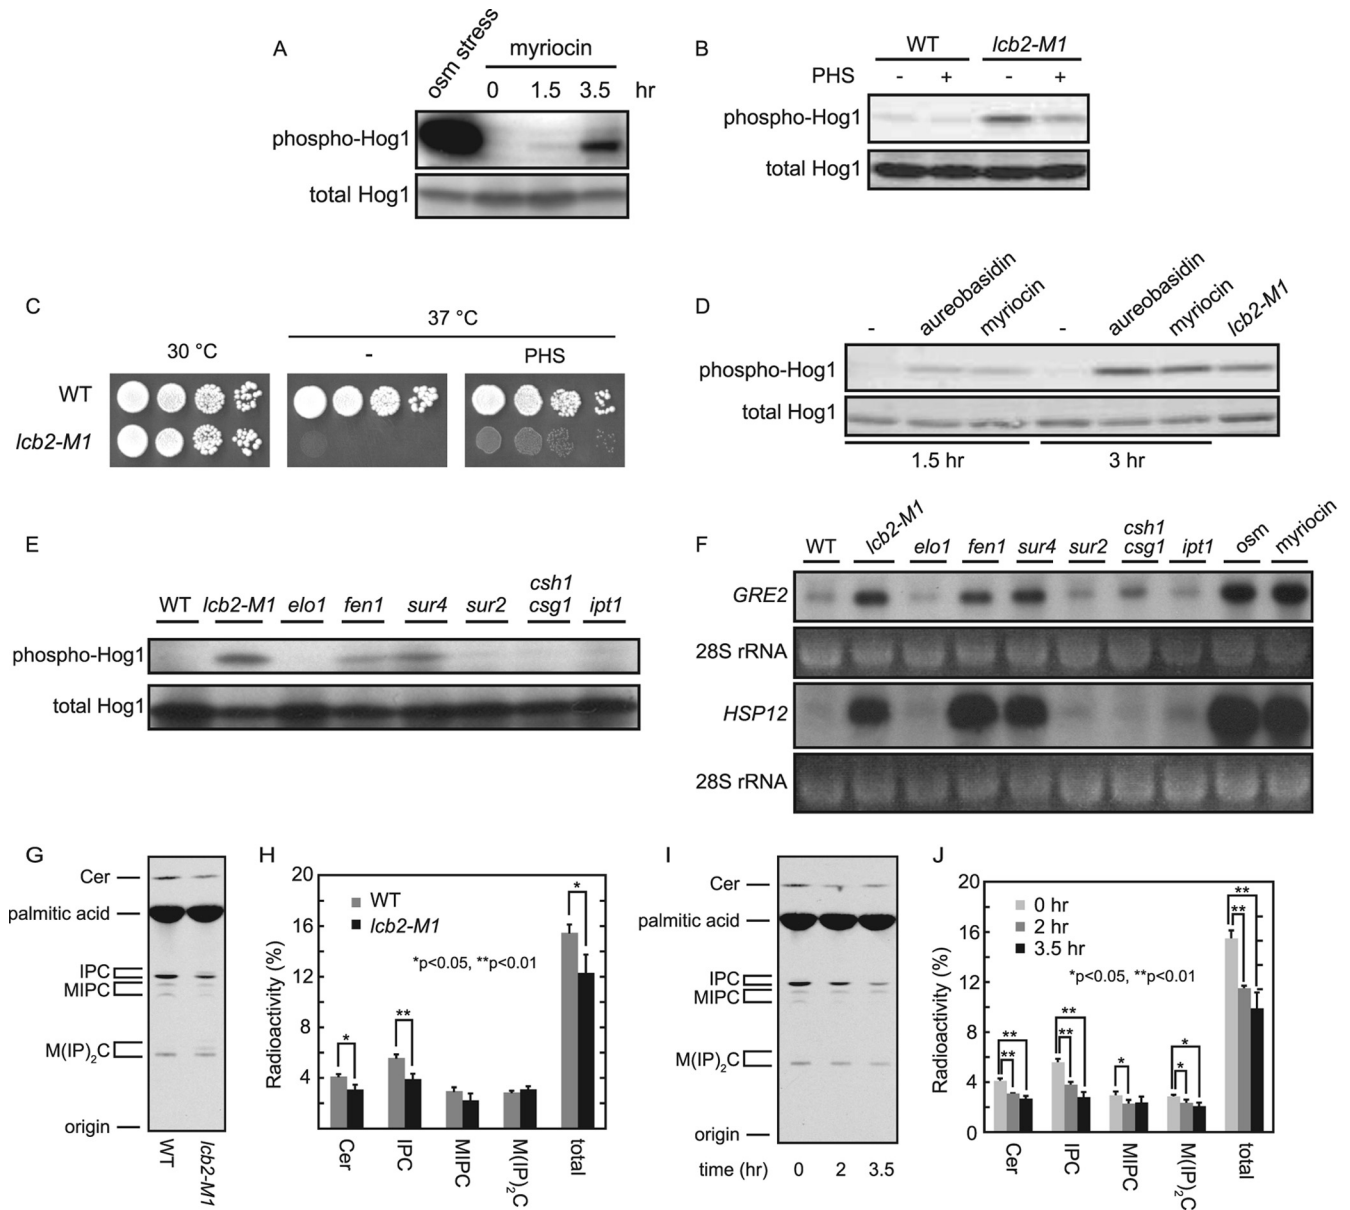 A
osm stress
myriocin
0 1.5 3.5 hr
phospho-Hog1
total Hog1
B
WT lcb2-M1
PHS - + - +
phospho-Hog1
total Hog1
C
37 °C
30 °C - PHS
WT
lcb2-M1
D
- aureobasidin myriocin - aureobasidin myriocin lcb2-M1
phospho-Hog1
total Hog1
1.5 hr 3 hr
E
csh1
WT lcb2-M1 elo1 fen1 sur4 sur2 csg1 ipt1
phospho-Hog1
total Hog1
F
csh1
WT lcb2-M1 elo1 fen1 sur4 sur2 csg1 ipt1 osm myriocin
GRE2
28S rRNA
HSP12
28S rRNA
G
Cer
palmitic acid
IPC
MIPC
M(IP)2C
origin
WT lcb2-M1
H
Radioactivity (%)
20
16
12
8
4
WT
lcb2-M1
*p<0.05, **p<0.01
*
**
*
Cer IPC MIPC M(IP)2C total
I
Cer
palmitic acid
IPC
MIPC
M(IP)2C
origin
time (hr) 0 2 3.5
J
Radioactivity (%)
20
16
12
8
4
0
0 hr
2 hr
3.5 hr
*p<0.05, **p<0.01
**
**
**
**
*
*
*
**
**
Cer IPC MIPC M(IP)2C total